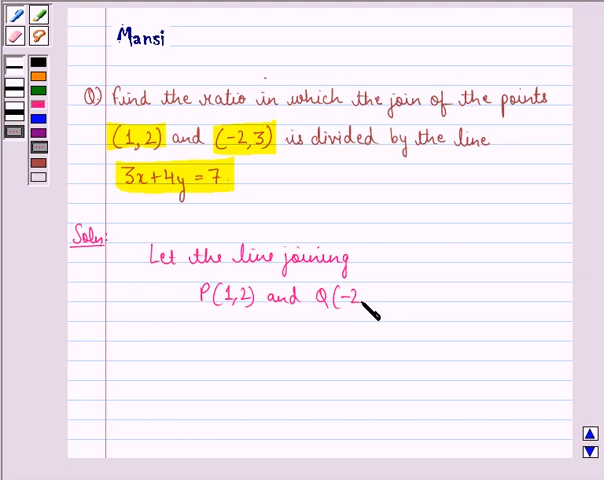 Mansi
Q) Find the ratio in which the join of the points
(1,2) and (-2,3) is divided by the line
3x+4y=7.
Soln:
Let the line joining
P(1,2) and Q(-2